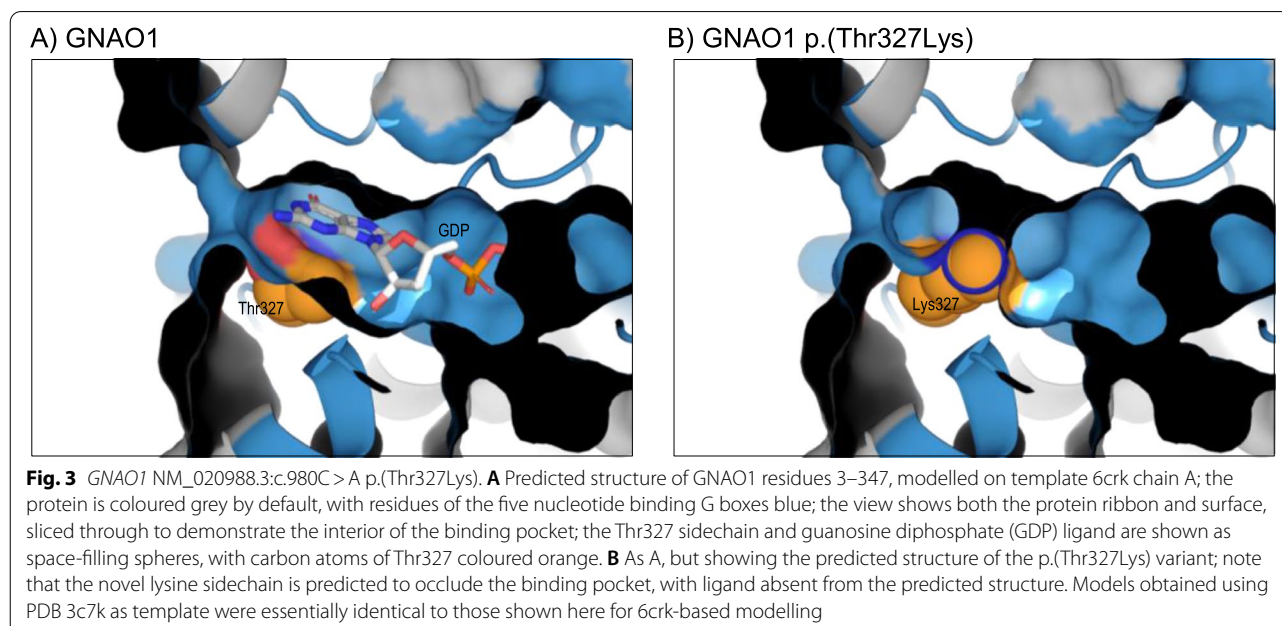 A) GNAO1
B) GNAO1 p.(Thr327Lys)
GDP
Thr327
Lys327
Fig. 3 GNAO1 NM_020988.3:c.980C > A p.(Thr327Lys). A Predicted structure of GNAO1 residues 3–347, modelled on template 6crk chain A; the
protein is coloured grey by default, with residues of the five nucleotide binding G boxes blue; the view shows both the protein ribbon and surface,
sliced through to demonstrate the interior of the binding pocket; the Thr327 sidechain and guanosine diphosphate (GDP) ligand are shown as
space-filling spheres, with carbon atoms of Thr327 coloured orange. B As A, but showing the predicted structure of the p.(Thr327Lys) variant; note
that the novel lysine sidechain is predicted to occlude the binding pocket, with ligand absent from the predicted structure. Models obtained using
PDB 3c7k as template were essentially identical to those shown here for 6crk-based modelling